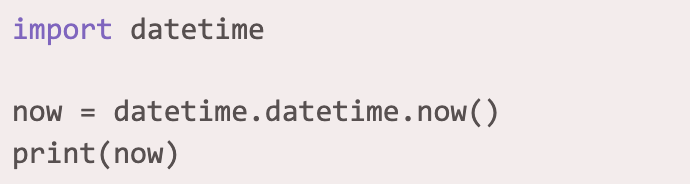 import datetime
now = datetime.datetime.now()
print(now)